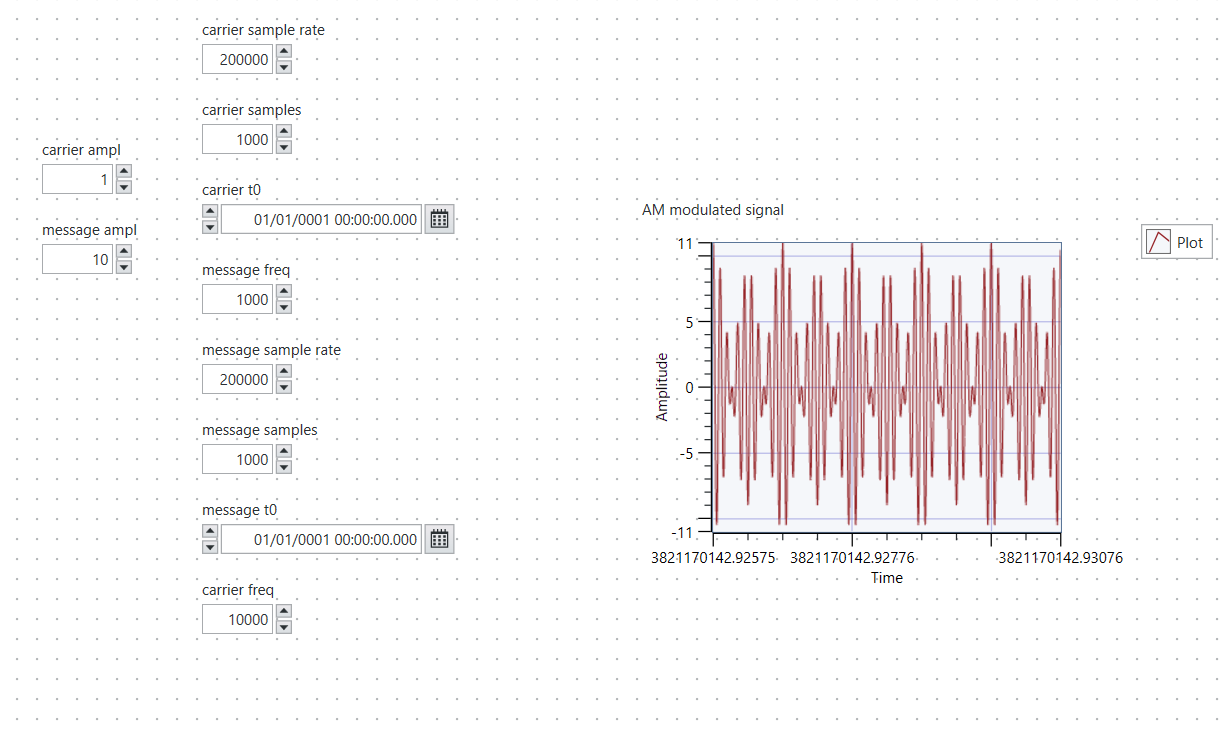 carrier sample rate
200000
carrier samples
1000
carrier ampl
1
carrier t0
01/01/0001 00:00:00.000
message ampl
10
message freq
1000
message sample rate
200000
message samples
1000
message t0
01/01/0001 00:00:00.000
carrier freq
10000
AM modulated signal
Plot
11
5
0
-5
-11
Amplitude
3821170142.92575 3821170142.92776 3821170142.93076
Time